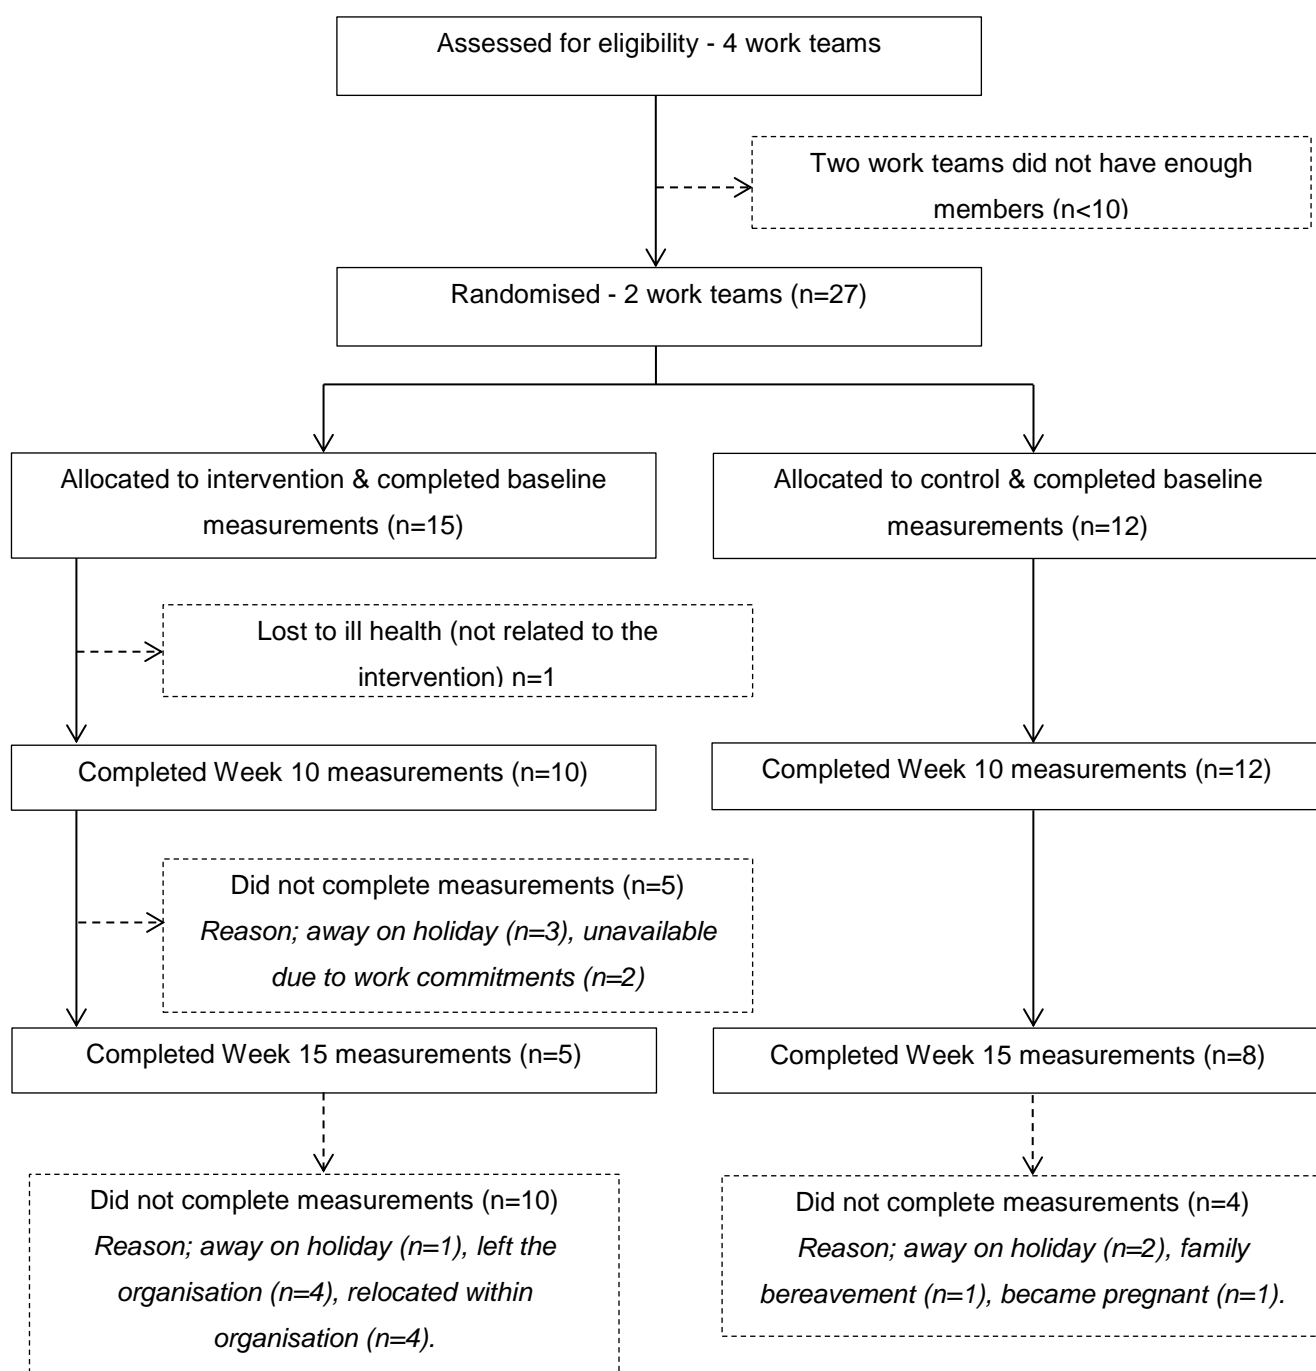 Assessed for eligibility - 4 work teams
Two work teams did not have enough
members (n<10)
Randomised - 2 work teams (n=27)
Allocated to intervention & completed baseline
measurements (n=15)
Allocated to control & completed baseline
measurements (n=12)
Lost to ill health (not related to the
intervention) n=1
Completed Week 10 measurements (n=10)
Completed Week 10 measurements (n=12)
Did not complete measurements (n=5)
Reason; away on holiday (n=3), unavailable
due to work commitments (n=2)
Completed Week 15 measurements (n=5)
Completed Week 15 measurements (n=8)
Did not complete measurements (n=10)
Reason; away on holiday (n=1), left the
organisation (n=4), relocated within
organisation (n=4).
Did not complete measurements (n=4)
Reason; away on holiday (n=2), family
bereavement (n=1), became pregnant (n=1).